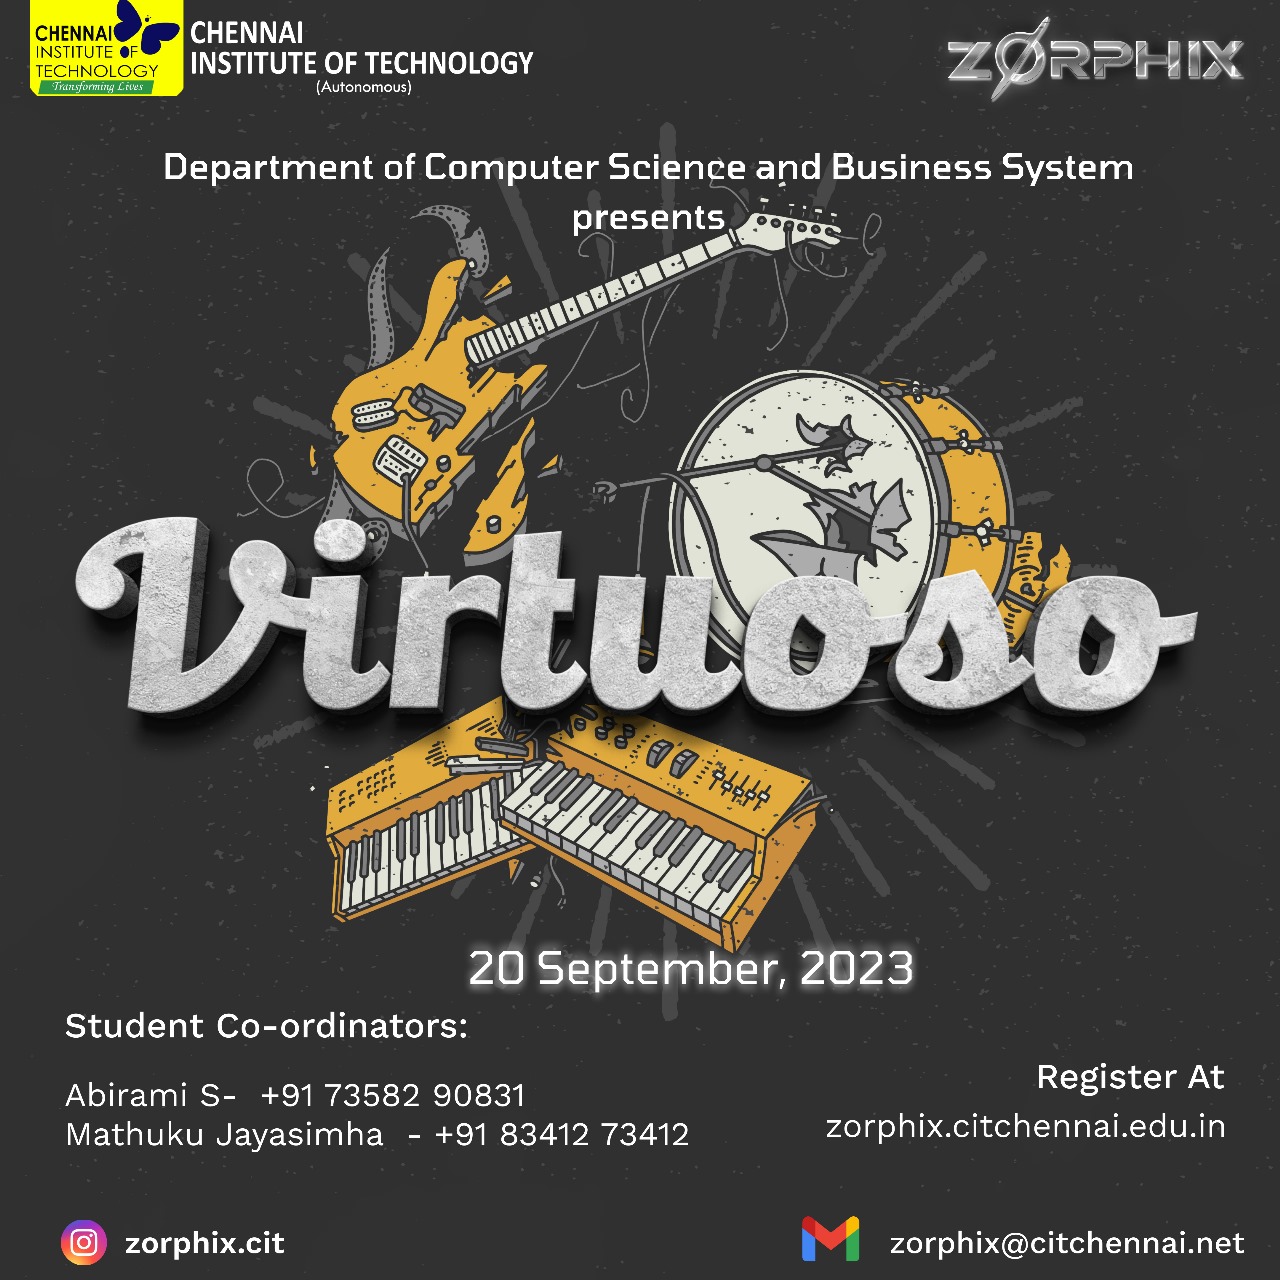 CHENNAI
INSTITUTE OF
TECHNOLOGY
Transforming Lives
CHENNAI
INSTITUTE OF TECHNOLOGY
(Autonomous)
ZORPHIX
Department of Computer Science and Business System
presents
Virtuoso
20 September, 2023
Student Co-ordinators:
Abirami S- +91 73582 90831
Mathuku Jayasimha - +91 83412 73412
Register At
zorphix.citchennai.edu.in
zorphix.cit
zorphix@citchennai.net